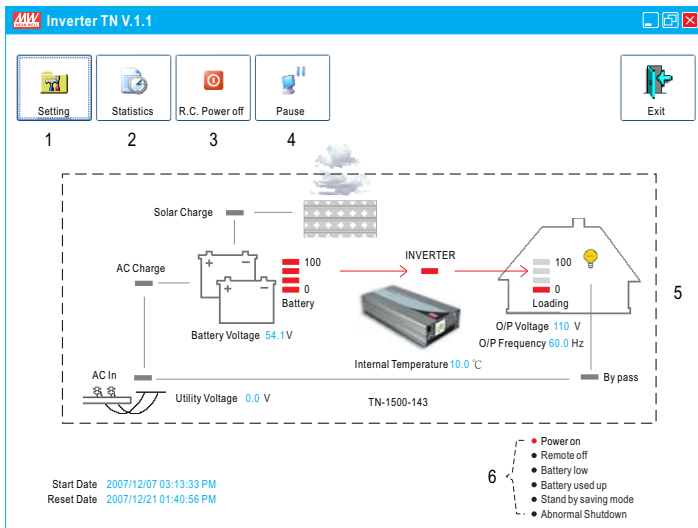 MW
MEAN WELL
Inverter TN V.1.1
Setting
Statistics
R.C. Power off
Pause
Exit
1
2
3
4
Solar Charge
AC Charge
+ -
+ -
100
0
Battery
INVERTER
100
0
Loading
5
Battery Voltage 54.1 V
O/P Voltage 110 V
O/P Frequency 60.0 Hz
Internal Temperature 10.0 ℃
AC In
By pass
Utility Voltage 0.0 V
TN-1500-143
6
Power on
Remote off
Battery low
Battery used up
Stand by saving mode
Abnormal Shutdown
Start Date 2007/12/07 03:13:33 PM
Reset Date 2007/12/21 01:40:56 PM